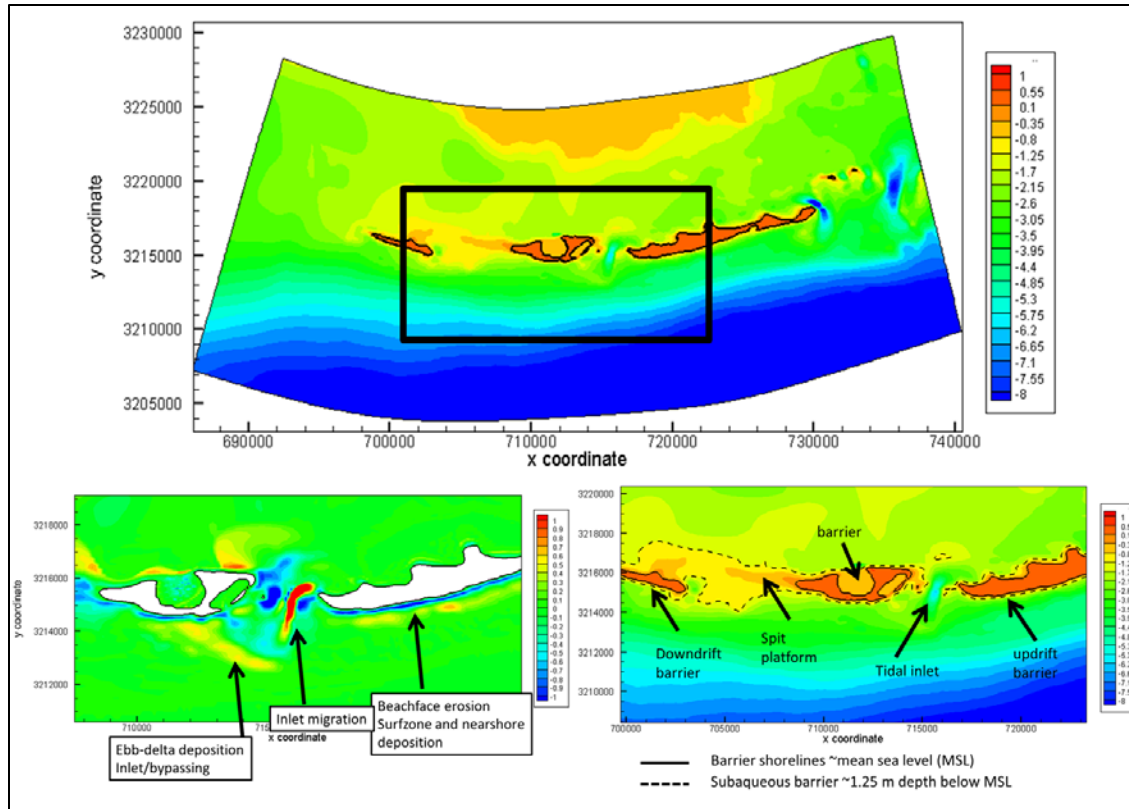 3230000
3225000
3220000
3215000
3210000
3205000
y coordinate
690000 700000 710000 720000 730000 740000
x coordinate
1
0.55
0.1
-0.35
-0.8
-1.25
-1.7
-2.15
-2.6
-3.05
-3.5
-3.95
-4.4
-4.85
-5.3
-5.75
-6.2
-6.65
-7.1
-7.55
-8
3218000
3216000
3214000
3212000
y coordinate
710000
x coordinate
1
0.9
0.8
0.7
0.6
0.5
0.4
0.3
0.2
0.1
0
-0.1
-0.2
-0.3
-0.4
-0.5
-0.6
-0.7
-0.8
-0.9
-1
Ebb-delta deposition
Inlet/bypassing
Inlet migration
Beachface erosion
Surfzone and nearshore
deposition
3220000
3218000
3216000
3214000
3212000
3210000
700000 705000 710000 715000 720000
x coordinate
barrier
Downdrift
barrier
Spit
platform
Tidal inlet
updrift
barrier
Barrier shorelines ~mean sea level (MSL)
Subaqueous barrier ~1.25 m depth below MSL